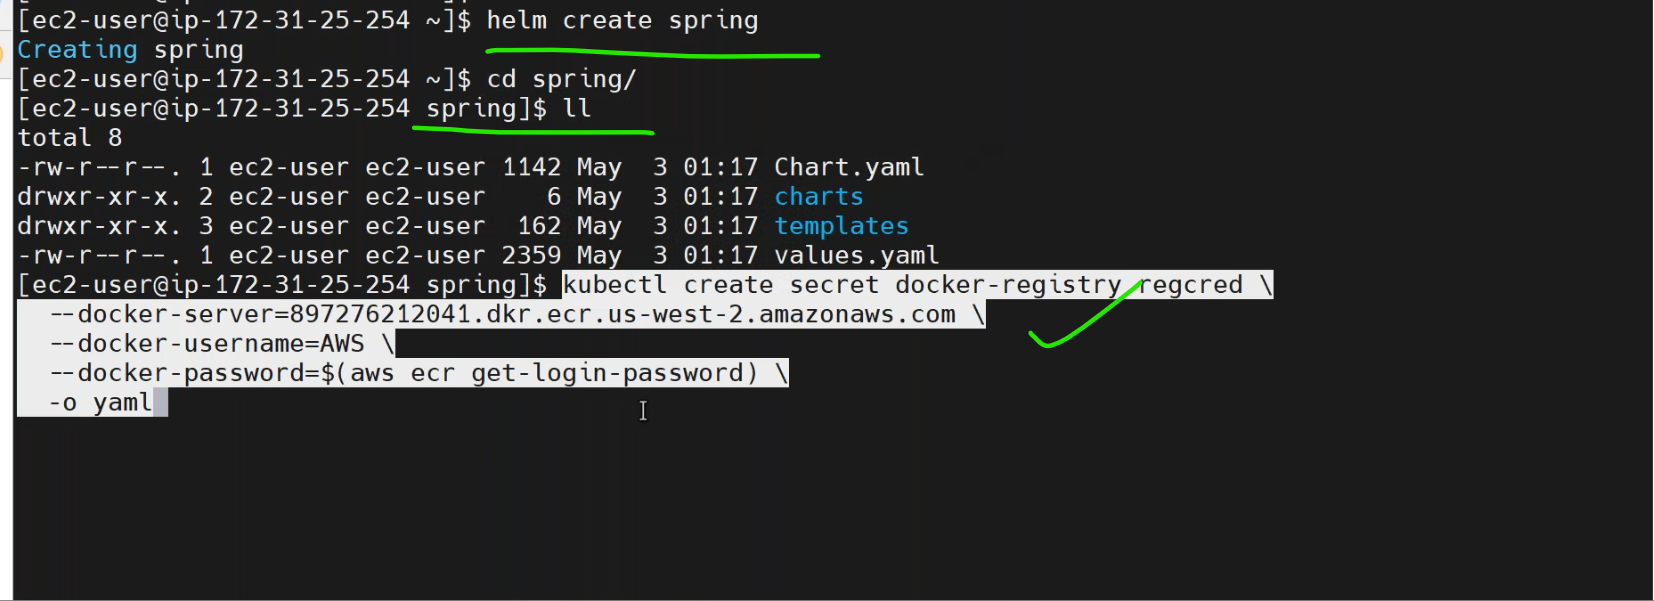 [ec2-user@ip-172-31-25-254 ~]$ helm create spring
Creating spring
[ec2-user@ip-172-31-25-254 ~]$ cd spring/
[ec2-user@ip-172-31-25-254 spring]$ ll
total 8
-rw-r--r--. 1 ec2-user ec2-user 1142 May  3 01:17 Chart.yaml
drwxr-xr-x. 2 ec2-user ec2-user    6 May  3 01:17 charts
drwxr-xr-x. 3 ec2-user ec2-user  162 May  3 01:17 templates
-rw-r--r--. 1 ec2-user ec2-user 2359 May  3 01:17 values.yaml
[ec2-user@ip-172-31-25-254 spring]$ kubectl create secret docker-registry regcred \
  --docker-server=897276212041.dkr.ecr.us-west-2.amazonaws.com \
  --docker-username=AWS \
  --docker-password=$(aws ecr get-login-password) \
  -o yaml